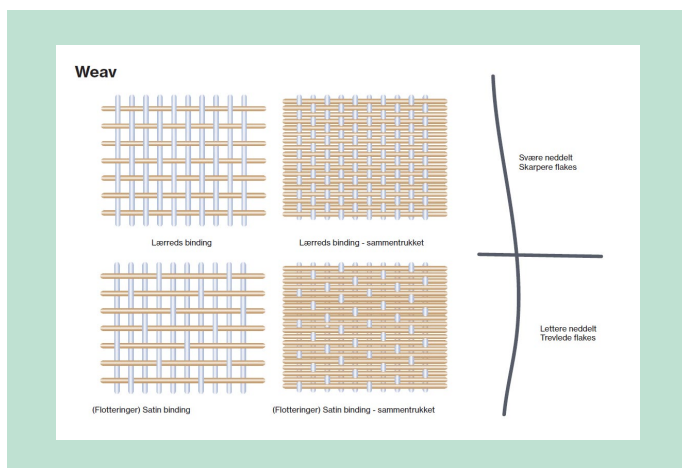 Weav
Lærreds binding
Lærreds binding - sammentrukket
Svære neddelt
Skarpere flakes
(Flotteringer) Satin binding
(Flotteringer) Satin binding - sammentrukket
Lettere neddelt
Trevlede flakes